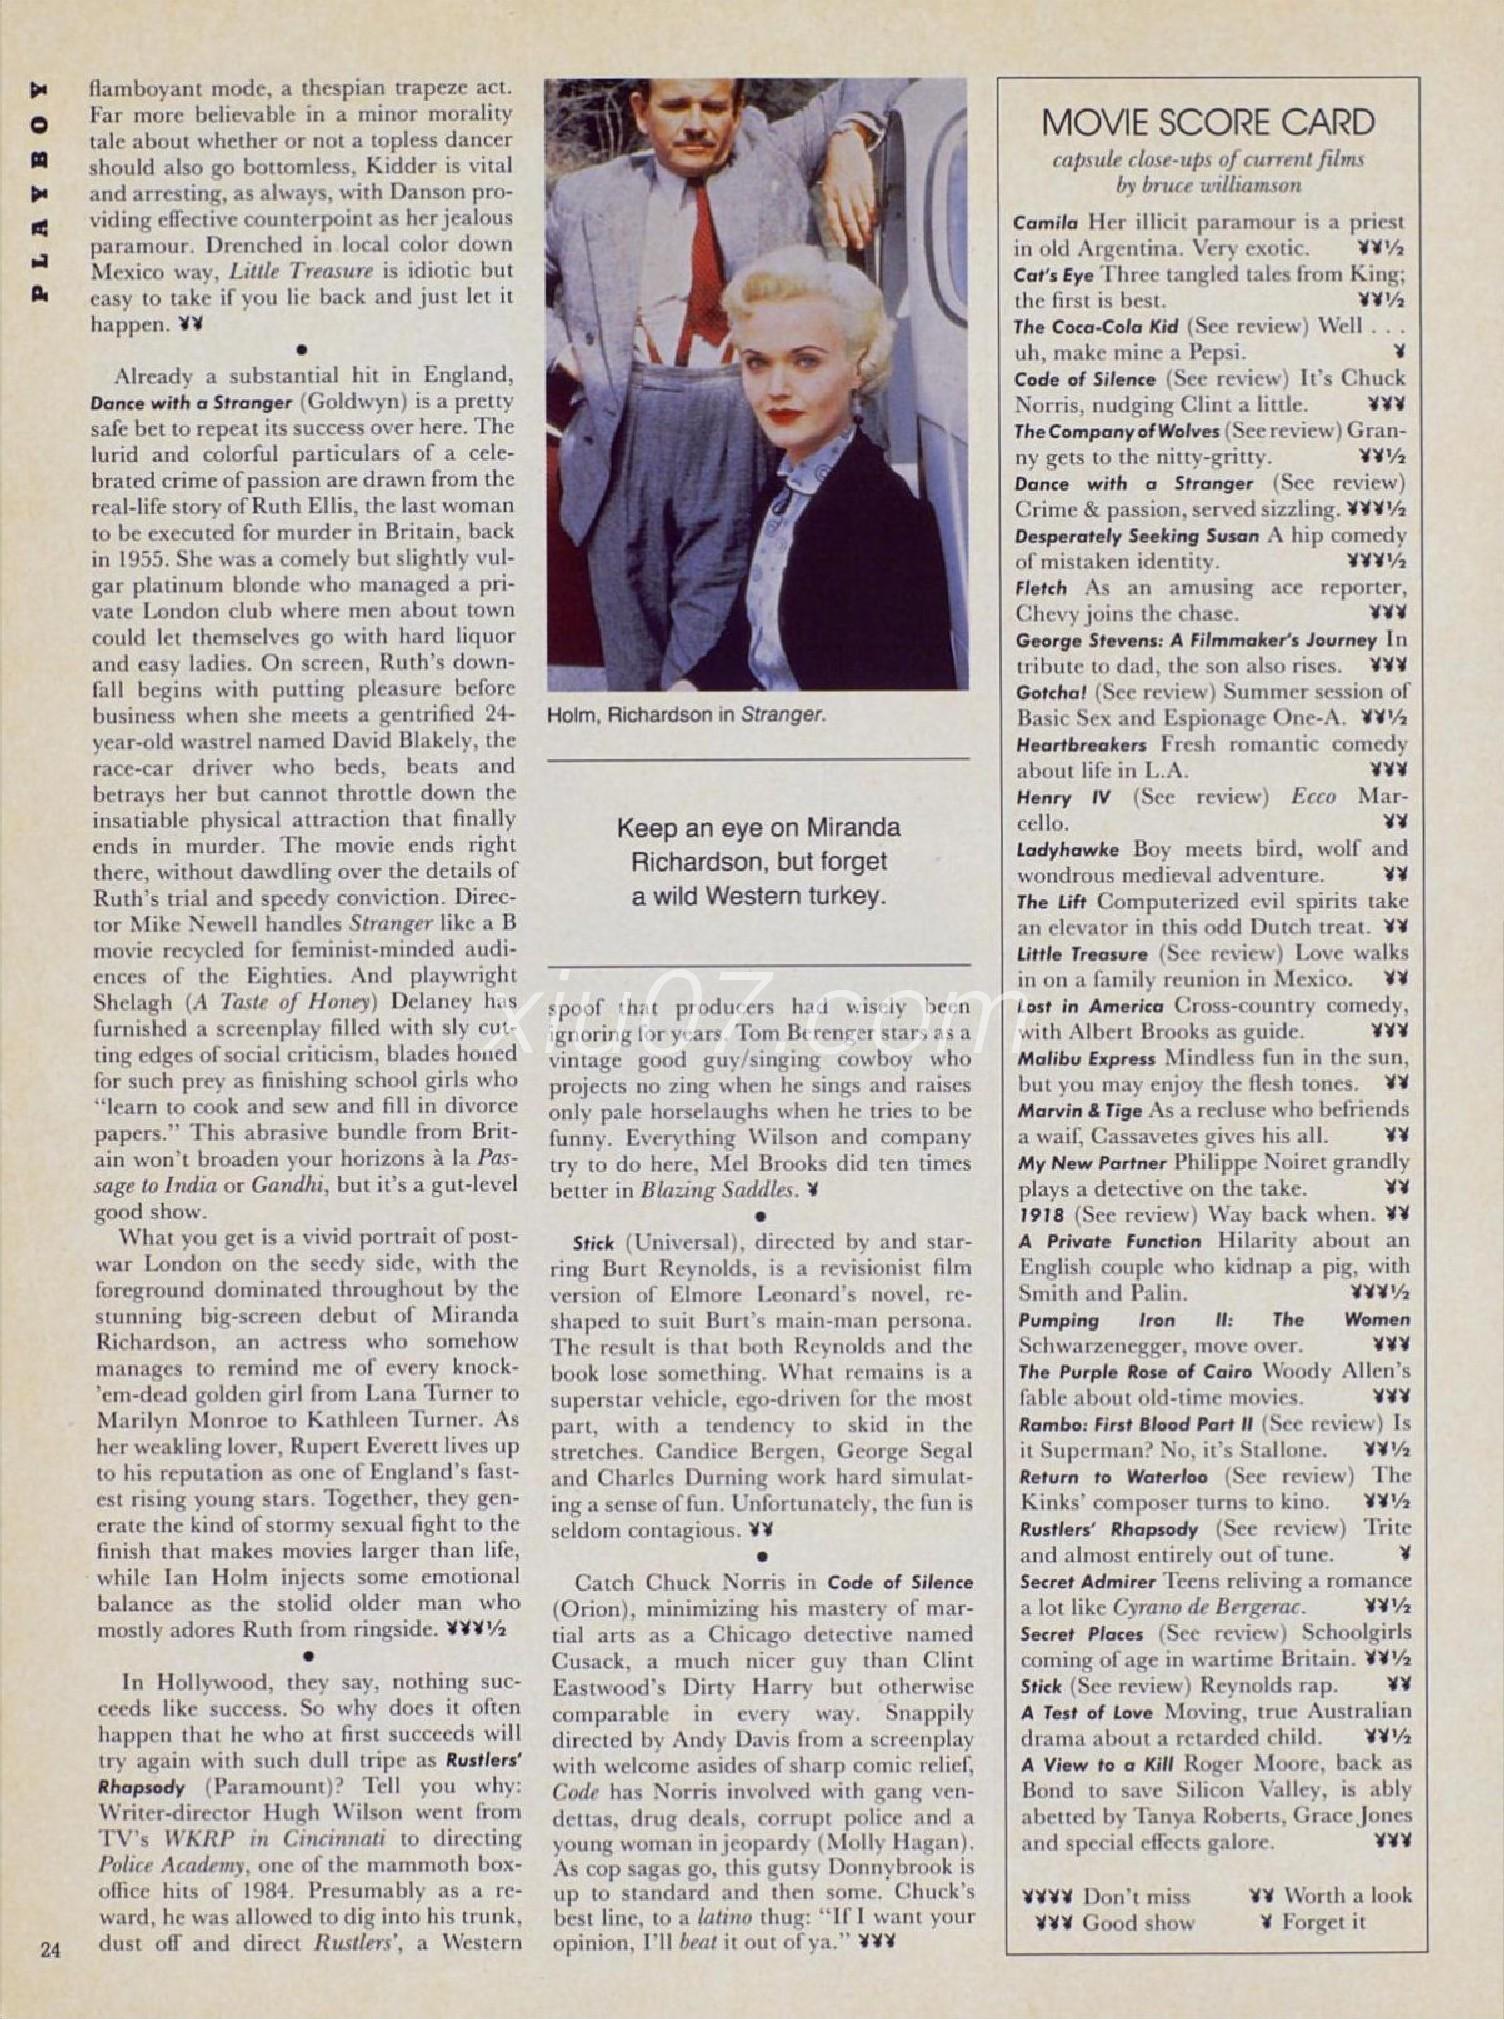 PLAYBOY
flamboyant mode, a thespian trapeze act.
Far more believable in a minor morality
tale about whether or not a topless dancer
should also go bottomless, Kidder is vital
and arresting, as always, with Danson pro-
viding effective counterpoint as her jealous
paramour. Drenched in local color down
Mexico way, Little Treasure is idiotic but
easy to take if you lie back and just let it
happen. ¥¥
●
Already a substantial hit in England,
Dance with a Stranger (Goldwyn) is a pretty
safe bet to repeat its success over here. The
lurid and colorful particulars of a cele-
brated crime of passion are drawn from the
real-life story of Ruth Ellis, the last woman
to be executed for murder in Britain, back
in 1955. She was a comely but slightly vul-
gar platinum blonde who managed a pri-
vate London club where men about town
could let themselves go with hard liquor
and easy ladies. On screen, Ruth's down-
fall begins with putting pleasure before
business when she meets a gentrified 24-
year-old wastrel named David Blakely, the
race-car driver who beds, beats and
betrays her but cannot throttle down the
insatiable physical attraction that finally
ends in murder. The movie ends right
there, without dawdling over the details of
Ruth's trial and speedy conviction. Direc-
tor Mike Newell handles Stranger like a B
movie recycled for feminist-minded audi-
ences of the Eighties. And playwright
Shelagh (A Taste of Honey) Delaney has
furnished a screenplay filled with sly cut-
ting edges of social criticism, blades honed
for such prey as finishing school girls who
"learn to cook and sew and fill in divorce
papers." This abrasive bundle from Brit-
ain won't broaden your horizons à la Pas-
sage to India or Gandhi, but it's a gut-level
good show.
What you get is a vivid portrait of post-
war London on the seedy side, with the
foreground dominated throughout by the
stunning big-screen debut of Miranda
Richardson, an actress who somehow
manages to remind me of every knock-
'em-dead golden girl from Lana Turner to
Marilyn Monroe to Kathleen Turner. As
her weakling lover, Rupert Everett lives up
to his reputation as one of England's fast-
est rising young stars. Together, they gen-
erate the kind of stormy sexual fight to the
finish that makes movies larger than life,
while Ian Holm injects some emotional
balance as the stolid older man who
mostly adores Ruth from ringside. ¥¥¥½
●
In Hollywood, they say, nothing suc-
ceeds like success. So why does it often
happen that he who at first succeeds will
try again with such dull tripe as Rustlers'
Rhapsody (Paramount)? Tell you why:
Writer-director Hugh Wilson went from
TV's WKRP in Cincinnati to directing
Police Academy, one of the mammoth box-
office hits of 1984. Presumably as a re-
ward, he was allowed to dig into his trunk,
dust off and direct Rustlers', a Western
24
Holm, Richardson in Stranger.
Keep an eye on Miranda
Richardson, but forget
a wild Western turkey.
xiu07.com
spoof that producers had wisely been
ignoring for years. Tom Berenger stars as a
vintage good guy/singing cowboy who
projects no zing when he sings and raises
only pale horselaughs when he tries to be
funny. Everything Wilson and company
try to do here, Mel Brooks did ten times
better in Blazing Saddles. ¥
●
Stick (Universal), directed by and star-
ring Burt Reynolds, is a revisionist film
version of Elmore Leonard's novel, re-
shaped to suit Burt's main-man persona.
The result is that both Reynolds and the
book lose something. What remains is a
superstar vehicle, ego-driven for the most
part, with a tendency to skid in the
stretches. Candice Bergen, George Segal
and Charles Durning work hard simulat-
ing a sense of fun. Unfortunately, the fun is
seldom contagious. ¥¥
●
Catch Chuck Norris in Code of Silence
(Orion), minimizing his mastery of mar-
tial arts as a Chicago detective named
Cusack, a much nicer guy than Clint
Eastwood's Dirty Harry but otherwise
comparable in every way. Snappily
directed by Andy Davis from a screenplay
with welcome asides of sharp comic relief,
Code has Norris involved with gang ven-
dettas, drug deals, corrupt police and a
young woman in jeopardy (Molly Hagan).
As cop sagas go, this gutsy Donnybrook is
up to standard and then some. Chuck's
best line, to a latino thug: "If I want your
opinion, I'll beat it out of ya." ¥¥¥
MOVIE SCORE CARD
capsule close-ups of current films
by bruce williamson
Camila Her illicit paramour is a priest
in old Argentina. Very exotic. ¥¥½
Cat's Eye Three tangled tales from King;
the first is best. ¥¥½
The Coca-Cola Kid (See review) Well . . .
uh, make mine a Pepsi. ¥
Code of Silence (See review) It's Chuck
Norris, nudging Clint a little. ¥¥¥
The Company of Wolves (See review) Gran-
ny gets to the nitty-gritty. ¥¥½
Dance with a Stranger (See review)
Crime & passion, served sizzling. ¥¥¥½
Desperately Seeking Susan A hip comedy
of mistaken identity. ¥¥¥½
Fletch As an amusing ace reporter,
Chevy joins the chase. ¥¥¥
George Stevens: A Filmmaker's Journey In
tribute to dad, the son also rises. ¥¥¥
Gotcha! (See review) Summer session of
Basic Sex and Espionage One-A. ¥¥½
Heartbreakers Fresh romantic comedy
about life in L.A. ¥¥¥
Henry IV (See review) Ecco Mar-
cello. ¥¥
Ladyhawke Boy meets bird, wolf and
wondrous medieval adventure. ¥¥
The Lift Computerized evil spirits take
an elevator in this odd Dutch treat. ¥¥
Little Treasure (See review) Love walks
in on a family reunion in Mexico. ¥¥
Lost in America Cross-country comedy,
with Albert Brooks as guide. ¥¥¥
Malibu Express Mindless fun in the sun,
but you may enjoy the flesh tones. ¥¥
Marvin & Tige As a recluse who befriends
a waif, Cassavetes gives his all. ¥¥
My New Partner Philippe Noiret grandly
plays a detective on the take. ¥¥
1918 (See review) Way back when. ¥¥
A Private Function Hilarity about an
English couple who kidnap a pig, with
Smith and Palin. ¥¥¥½
Pumping Iron II: The Women
Schwarzenegger, move over. ¥¥¥
The Purple Rose of Cairo Woody Allen's
fable about old-time movies. ¥¥¥
Rambo: First Blood Part II (See review) Is
it Superman? No, it's Stallone. ¥¥½
Return to Waterloo (See review) The
Kinks' composer turns to kino. ¥¥½
Rustlers' Rhapsody (See review) Trite
and almost entirely out of tune. ¥
Secret Admirer Teens reliving a romance
a lot like Cyrano de Bergerac. ¥¥½
Secret Places (See review) Schoolgirls
coming of age in wartime Britain. ¥¥½
Stick (See review) Reynolds rap. ¥¥
A Test of Love Moving, true Australian
drama about a retarded child. ¥¥½
A View to a Kill Roger Moore, back as
Bond to save Silicon Valley, is ably
abetted by Tanya Roberts, Grace Jones
and special effects galore. ¥¥¥
¥¥¥¥ Don't miss ¥¥ Worth a look
¥¥¥ Good show ¥ Forget it